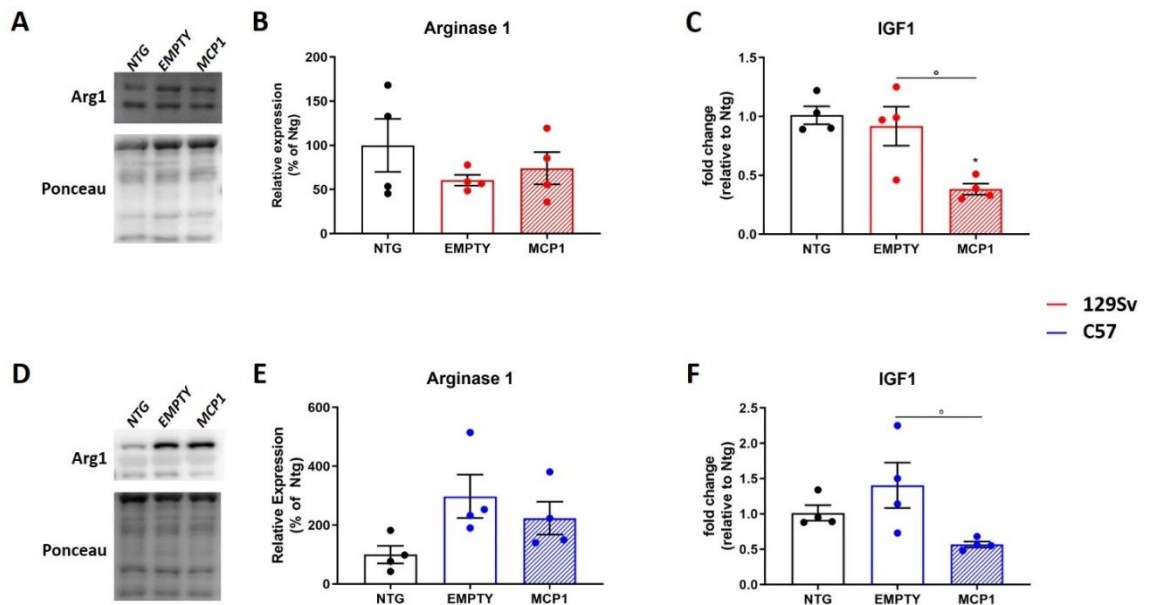 A
NTG EMPTY MCP1
Arg1
Ponceau
B
Arginase 1
Relative expression
(% of Ntg)
200
150
100
50
0
NTG EMPTY MCP1
C
IGF1
fold change
(relative to Ntg)
1.5
1.0
0.5
0.0
°
*
NTG EMPTY MCP1
129Sv
C57
D
NTG EMPTY MCP1
Arg1
Ponceau
E
Arginase 1
Relative Expression
(% of Ntg)
600
400
200
0
NTG EMPTY MCP1
F
IGF1
fold change
(relative to Ntg)
2.5
2.0
1.5
1.0
0.5
0.0
°
NTG EMPTY MCP1